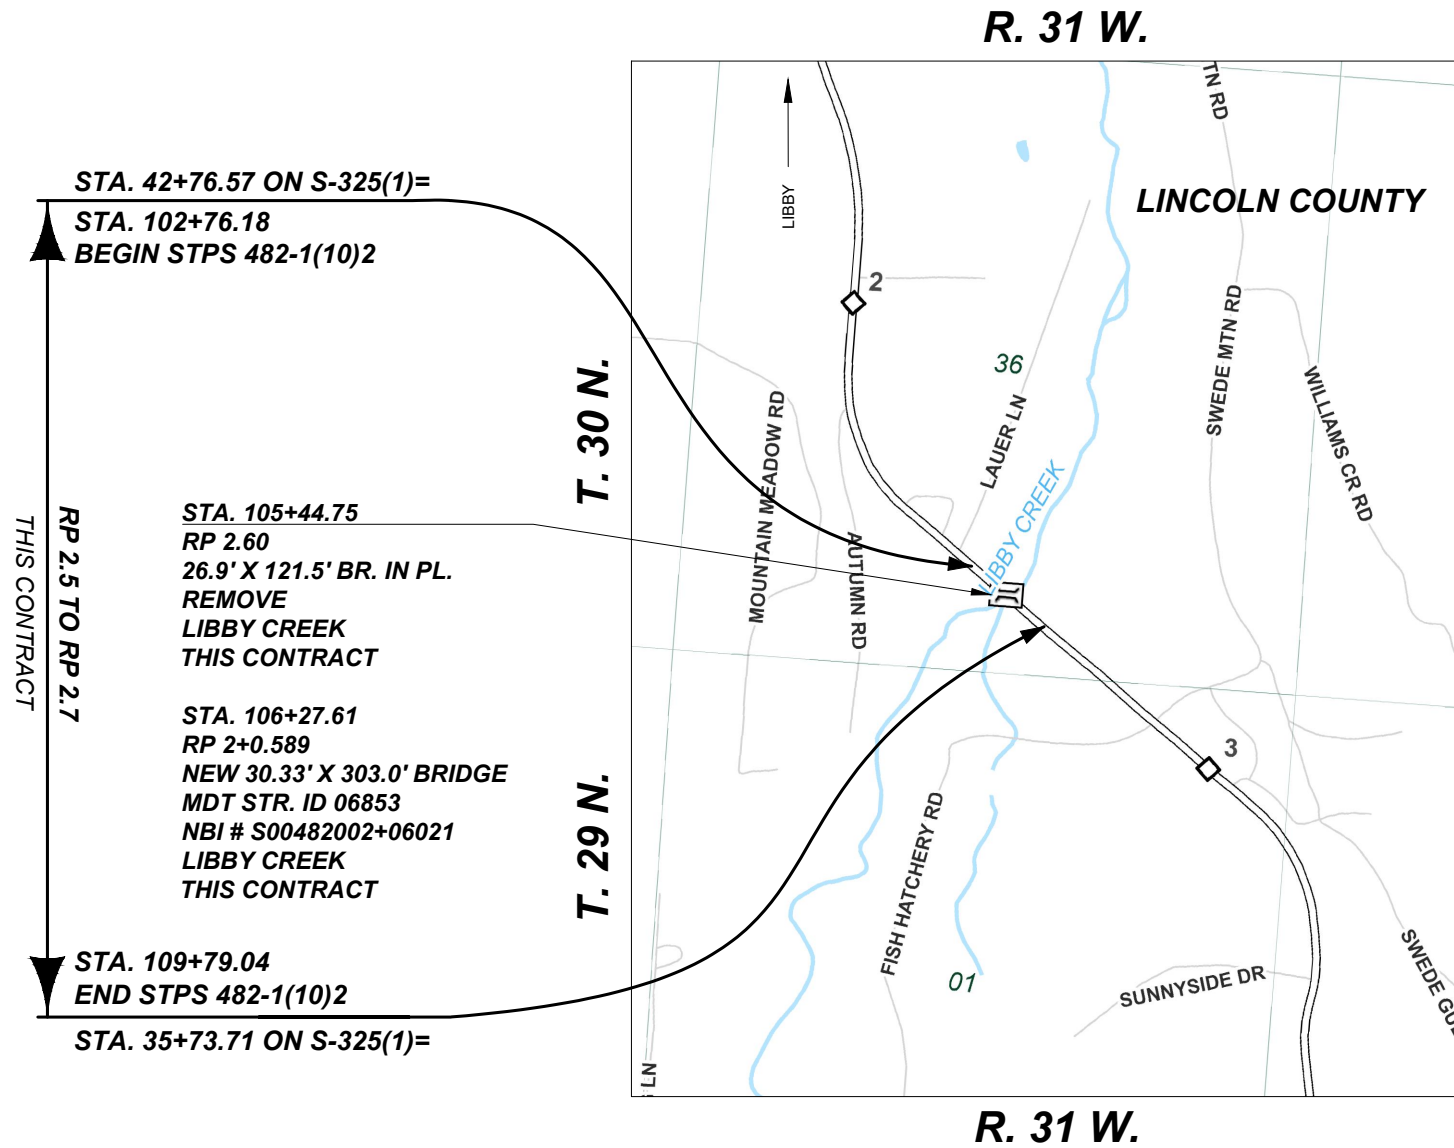 R. 31 W.
STA. 42+76.57 ON S-325(1)=
STA. 102+76.18
BEGIN STPS 482-1(10)2
RP 2.5 TO RP 2.7
THIS CONTRACT
STA. 105+44.75
RP 2.60
26.9' X 121.5' BR. IN PL.
REMOVE
LIBBY CREEK
THIS CONTRACT
STA. 106+27.61
RP 2+0.589
NEW 30.33' X 303.0' BRIDGE
MDT STR. ID 06853
NBI # S00482002+06021
LIBBY CREEK
THIS CONTRACT
STA. 109+79.04
END STPS 482-1(10)2
STA. 35+73.71 ON S-325(1)=
T. 30 N.
T. 29 N.
LIBBY
TN RD
LINCOLN COUNTY
2
36
LAUER LN
SWEDE MTN RD
WILLIAMS CR RD
MOUNTAIN MEADOW RD
AUTUMN RD
LIBBY CREEK
3
FISH HATCHERY RD
01
SUNNYSIDE DR
SWEDE GUL
LN
R. 31 W.